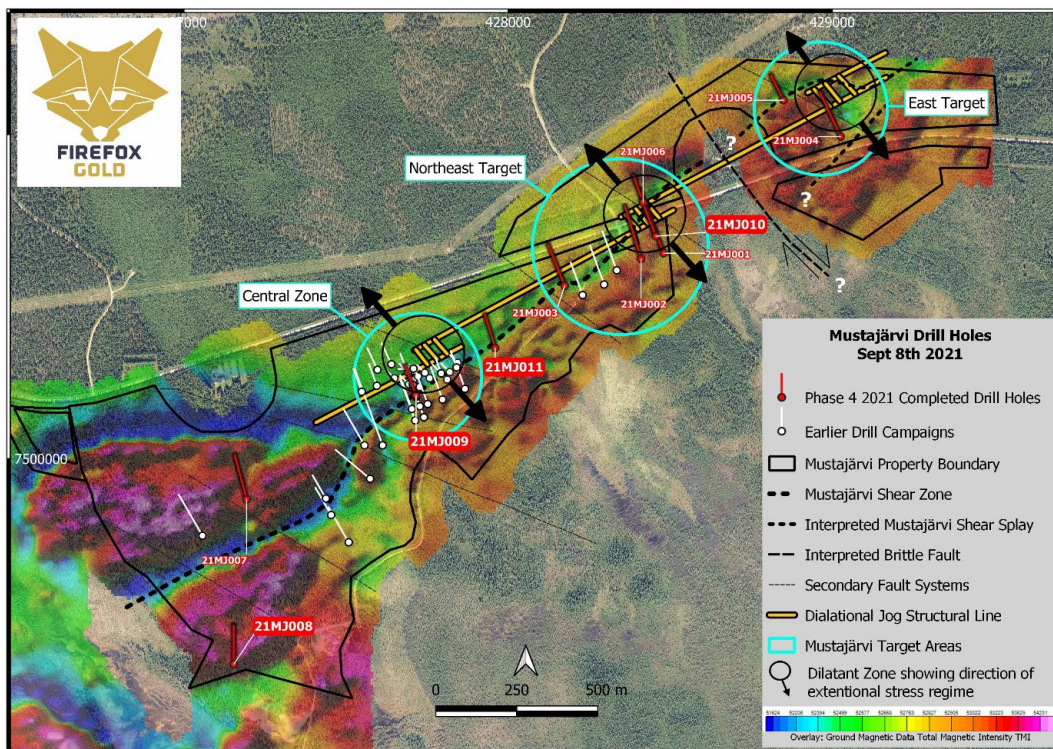 428000
429000
FIREFOX
GOLD
21MJ005
East Target
21MJ004
21MJ006
Northeast Target
?
21MJ010
?
21MJ001
21MJ002
?
Central Zone
21MJ003
21MJ011
21MJ009
7500000
21MJ007
21MJ008
0 250 500 m
Mustajärvi Drill Holes
Sept 8th 2021
Phase 4 2021 Completed Drill Holes
Earlier Drill Campaigns
Mustajärvi Property Boundary
Mustajärvi Shear Zone
Interpreted Mustajärvi Shear Splay
Interpreted Brittle Fault
Secondary Fault Systems
Dialational Jog Structural Line
Mustajärvi Target Areas
Dilatant Zone showing direction of
extentional stress regime
Overlay: Ground Magnetic Data Total Magnetic Intensity TMI